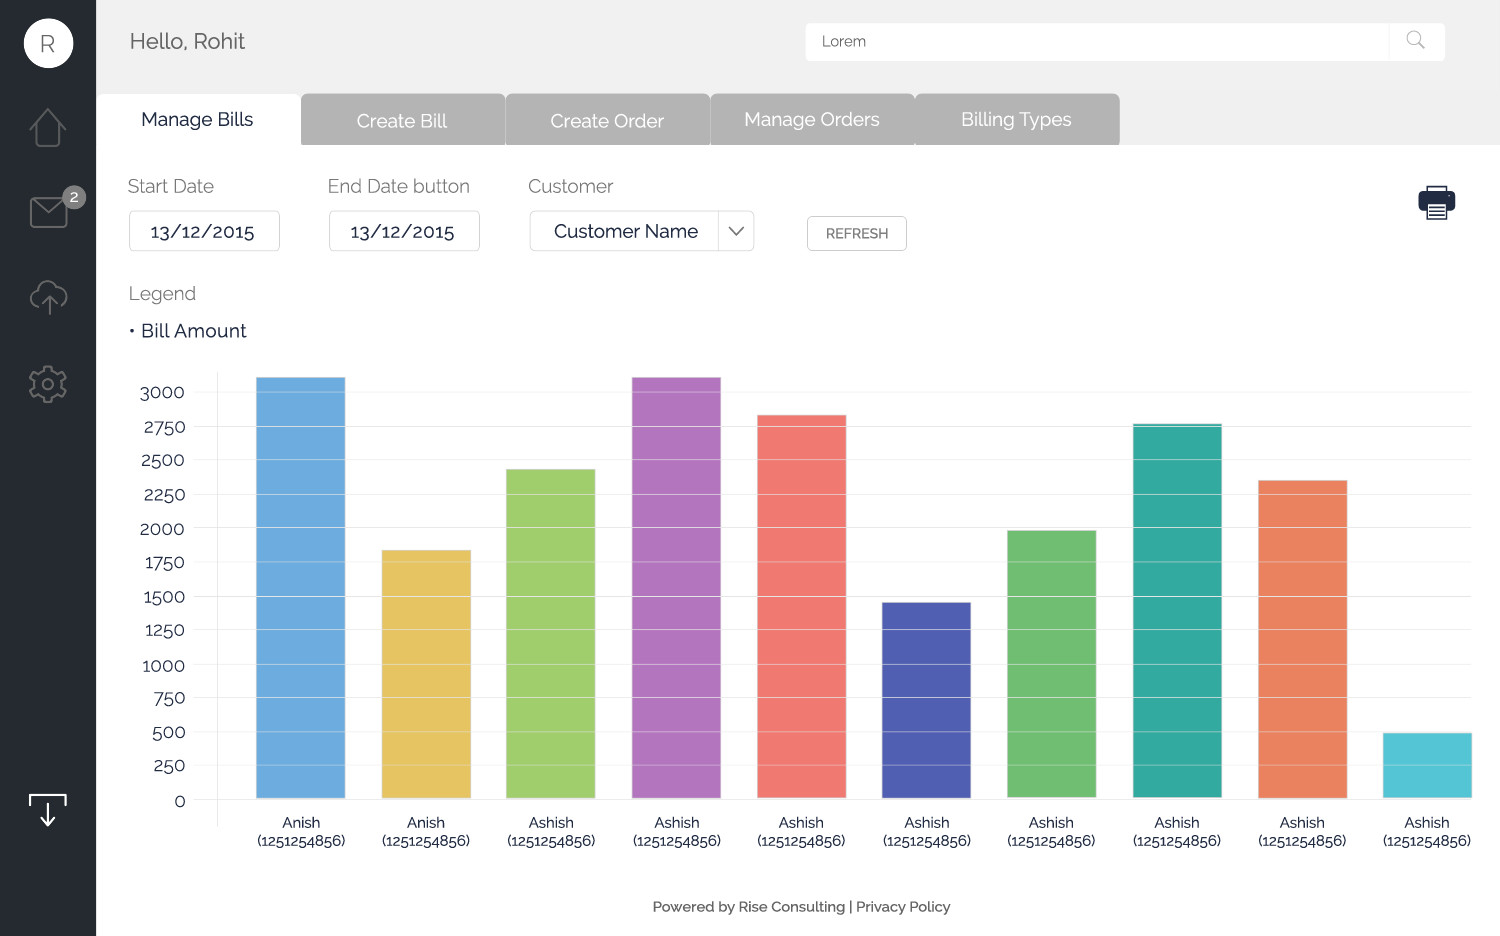 R
Hello, Rohit
Lorem
Manage Bills
Create Bill
Create Order
Manage Orders
Billing Types
2
Start Date
End Date button
Customer
13/12/2015
13/12/2015
Customer Name
REFRESH
Legend
• Bill Amount
3000
2750
2500
2250
2000
1750
1500
1250
1000
750
500
250
0
Anish
(1251254856)
Anish
(1251254856)
Ashish
(1251254856)
Ashish
(1251254856)
Ashish
(1251254856)
Ashish
(1251254856)
Ashish
(1251254856)
Ashish
(1251254856)
Ashish
(1251254856)
Ashish
(1251254856)
Powered by Rise Consulting | Privacy Policy